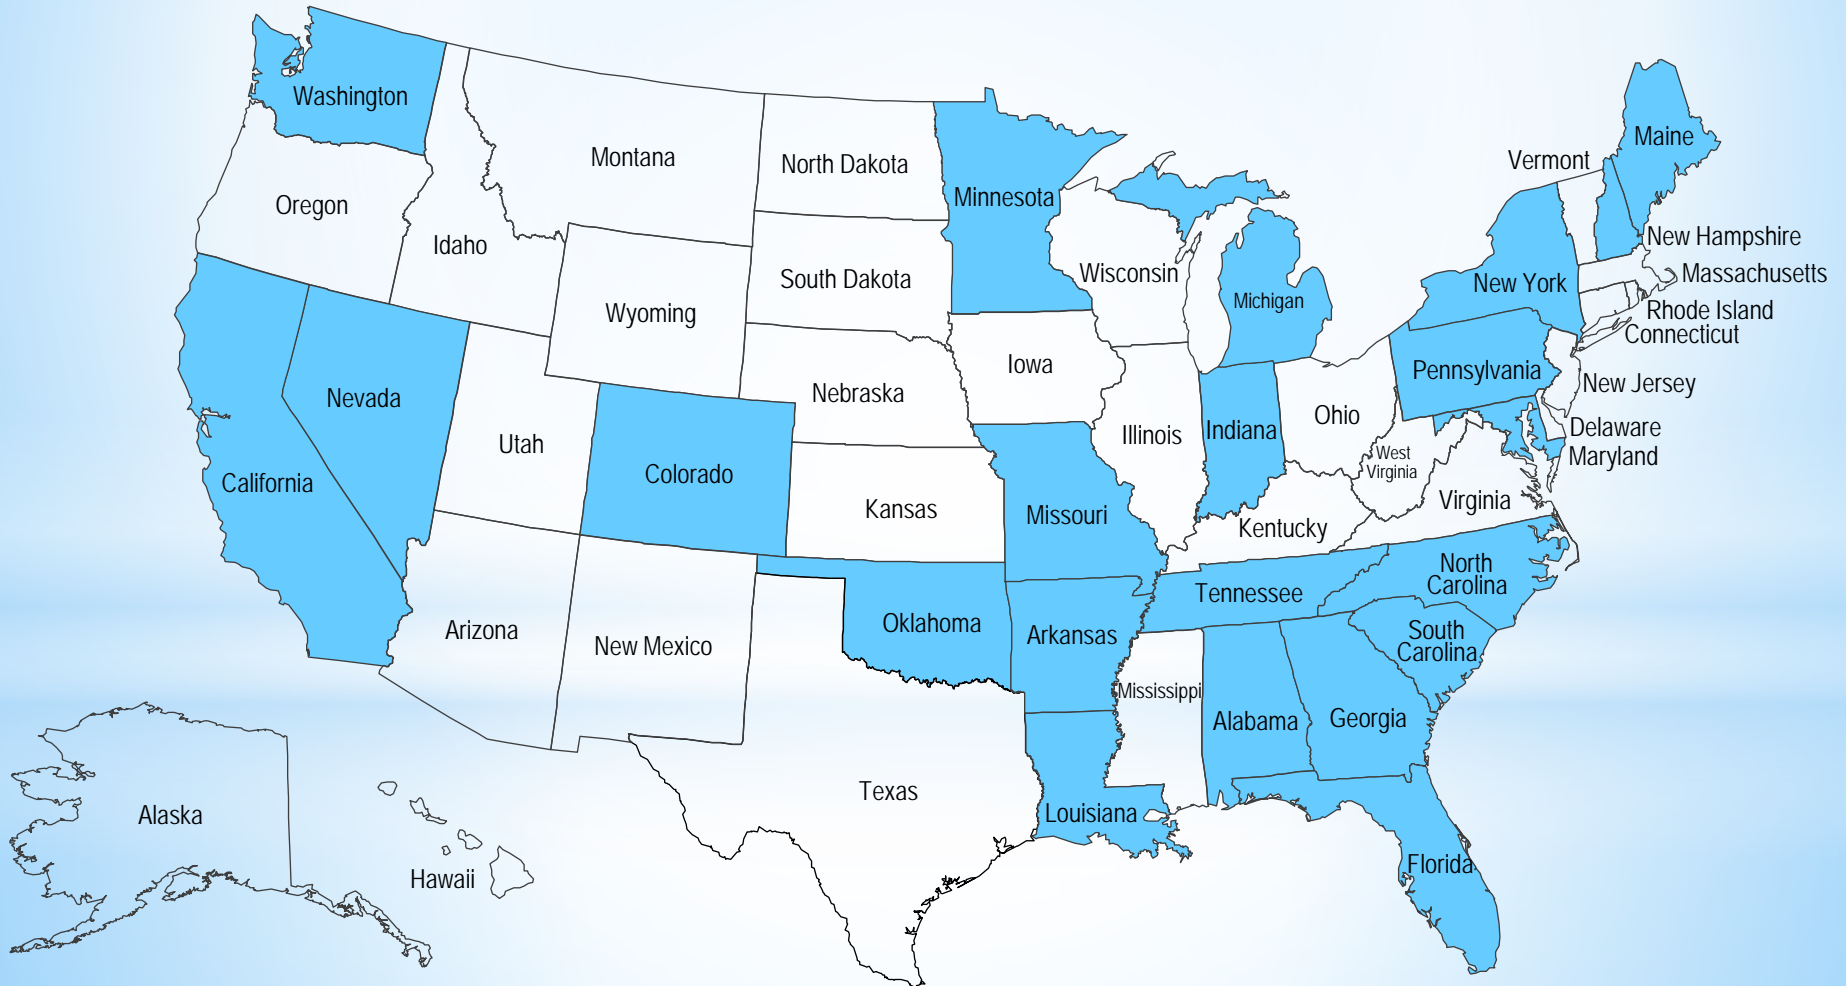 Washington
Maine
Montana
Vermont
North Dakota
Minnesota
Oregon
New Hampshire
Idaho
Wisconsin
Massachusetts
South Dakota
New York
Michigan
Wyoming
Rhode Island
Connecticut
Iowa
Pennsylvania
New Jersey
Nebraska
Nevada
Ohio
Delaware
Indiana
Illinois
Utah
West
Virginia
Maryland
Colorado
California
Virginia
Kansas
Missouri
Kentucky
North
Carolina
Tennessee
Oklahoma
Arizona
Arkansas
South
Carolina
New Mexico
Mississippi
Alabama
Georgia
Texas
Louisiana
Alaska
Florida
Hawaii